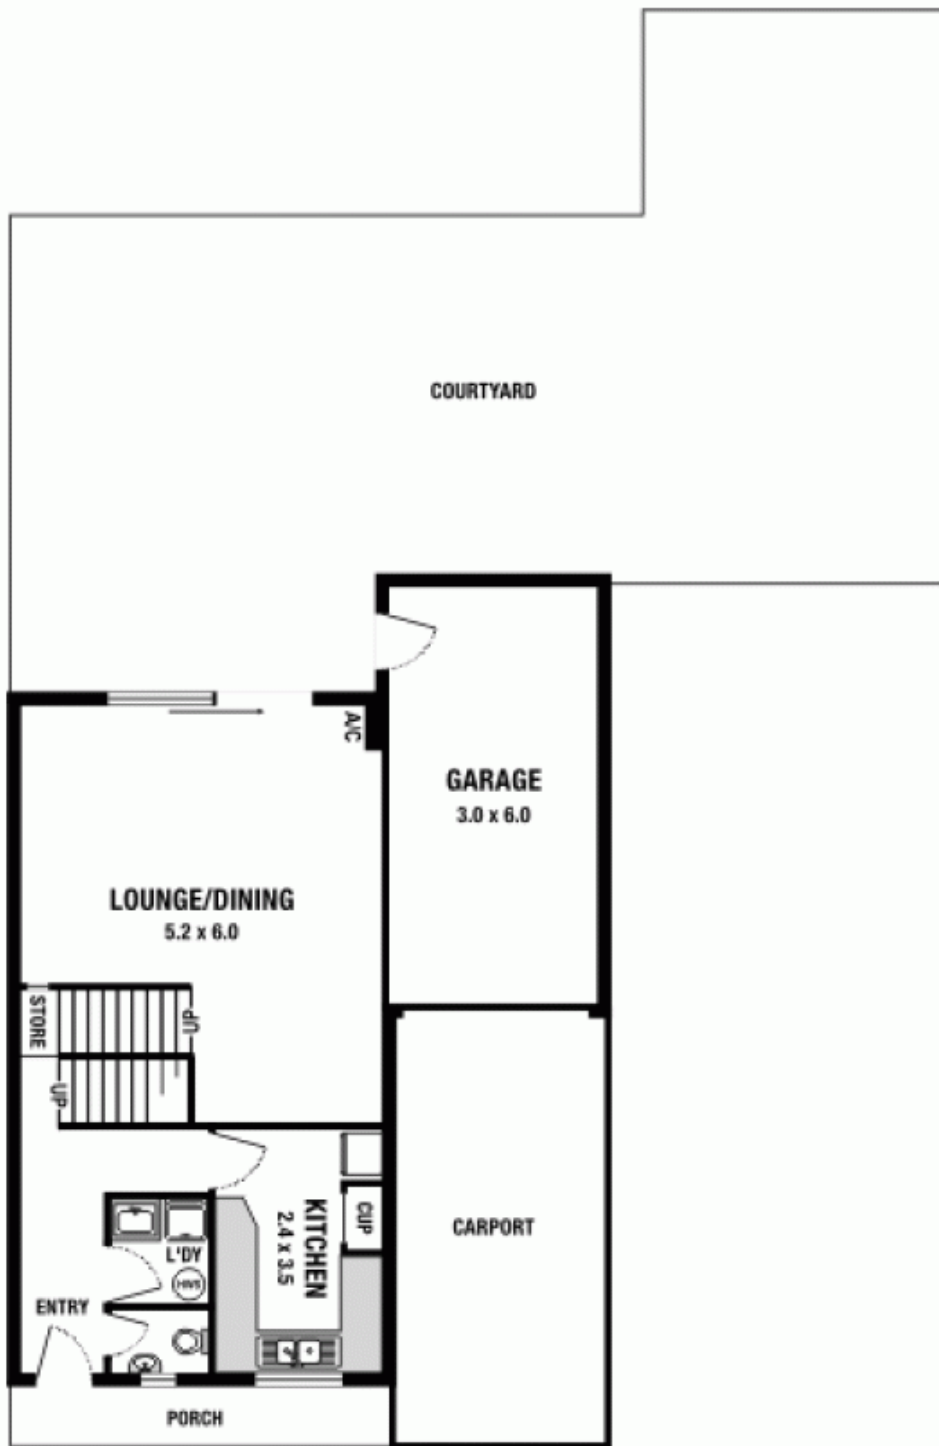 COURTYARD
A/C
GARAGE
3.0 x 6.0
LOUNGE/DINING
5.2 x 6.0
STORE
UP
UP
KITCHEN
2.4 x 3.5
CUP
CARPORT
L'DY
HWS
ENTRY
PORCH